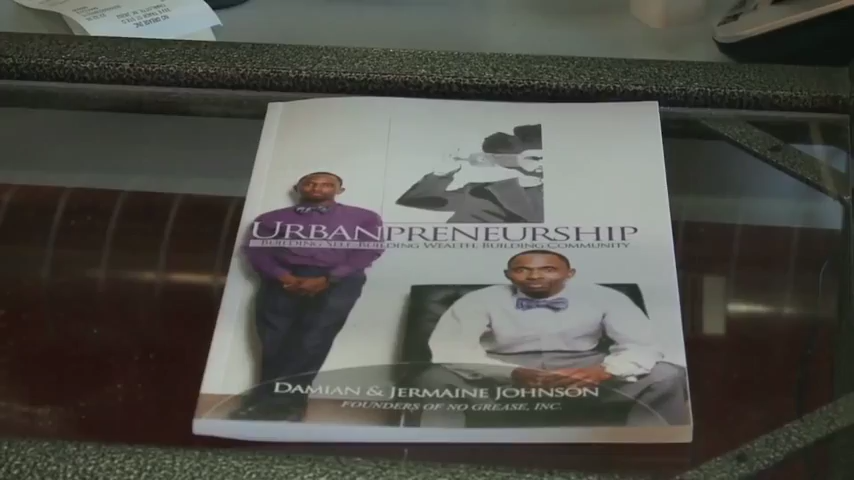 URBANPRENEURSHIP
BUILDING SELF. BUILDING WEALTH. BUILDING COMMUNITY
DAMIAN & JERMAINE JOHNSON
FOUNDERS OF NO GREASE, INC.